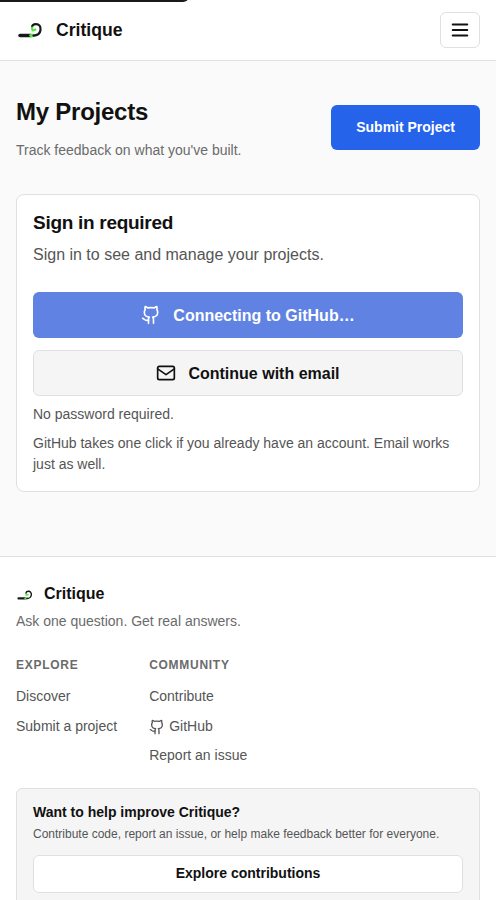 Critique
My Projects
Submit Project
Track feedback on what you've built.
Sign in required
Sign in to see and manage your projects.
Connecting to GitHub…
Continue with email
No password required.
GitHub takes one click if you already have an account. Email works
just as well.
Critique
Ask one question. Get real answers.
EXPLORE
Discover
Submit a project
COMMUNITY
Contribute
GitHub
Report an issue
Want to help improve Critique?
Contribute code, report an issue, or help make feedback better for everyone.
Explore contributions